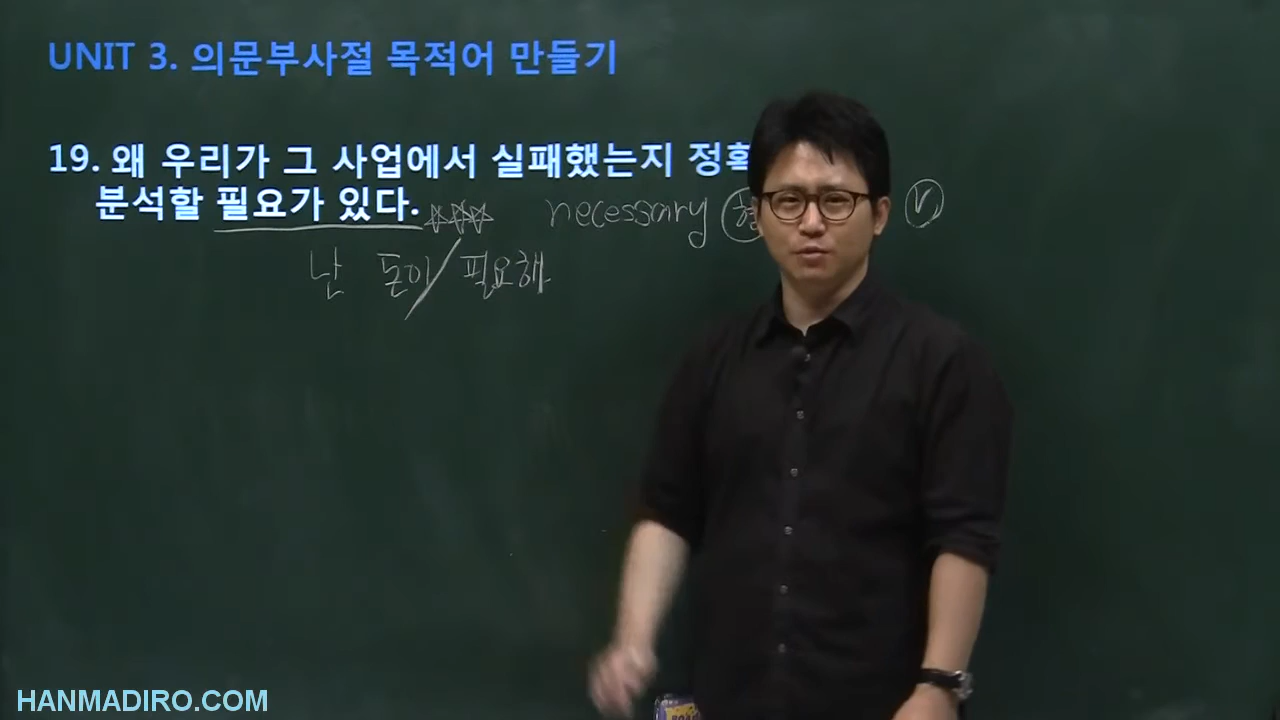 UNIT 3. 의문부사절 목적어 만들기
19. 왜 우리가 그 사업에서 실패했는지
분석할 필요가 있다. necessary 형 V
난 돈이/필요해
HANMADIRO.COM